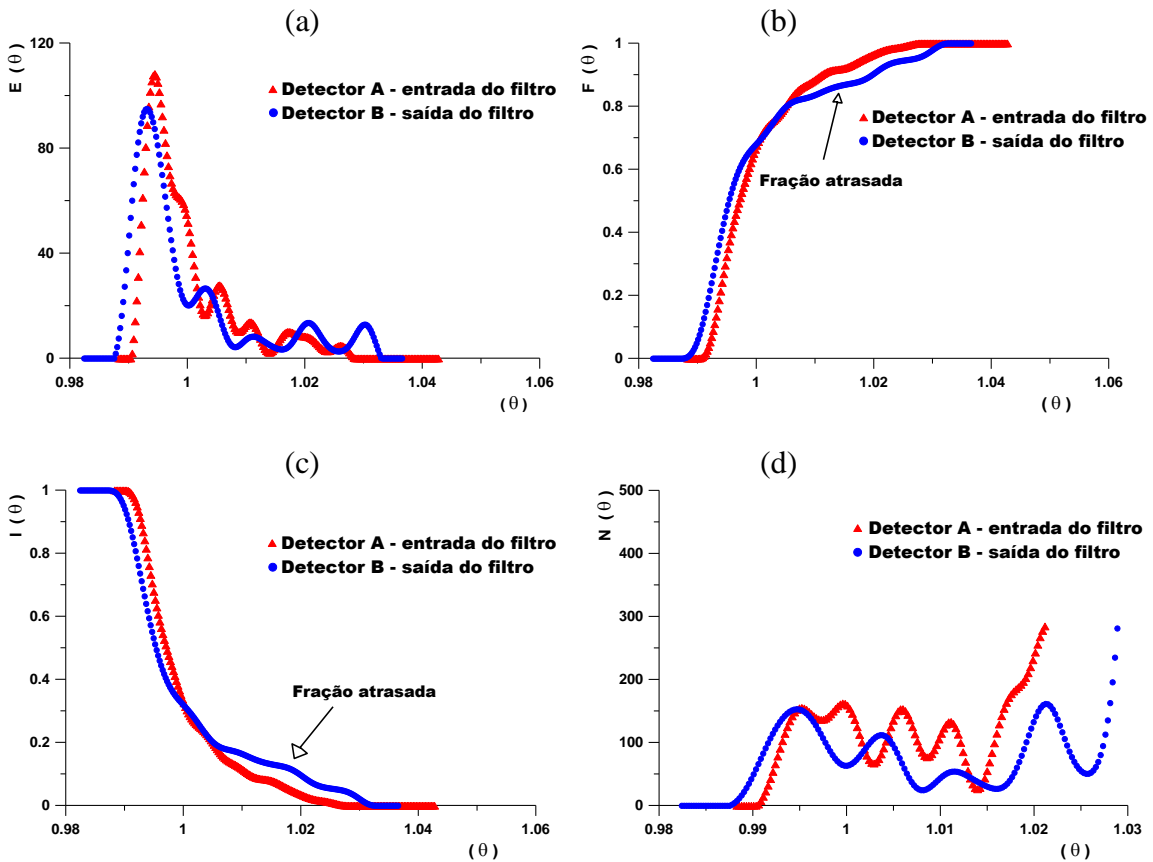 (a)
E (θ)
120
80
40
0
0.98
1
1.02
1.04
1.06
(θ)
Detector A - entrada do filtro
Detector B - saída do filtro
(b)
F (θ)
1
0.8
0.6
0.4
0.2
0
0.98
1
1.02
1.04
1.06
(θ)
Detector A - entrada do filtro
Detector B - saída do filtro
Fração atrasada
(c)
I (θ)
1
0.8
0.6
0.4
0.2
0
0.98
1
1.02
1.04
1.06
(θ)
Detector A - entrada do filtro
Detector B - saída do filtro
Fração atrasada
(d)
N (θ)
500
400
300
200
100
0
0.98
0.99
1
1.01
1.02
1.03
(θ)
Detector A - entrada do filtro
Detector B - saída do filtro